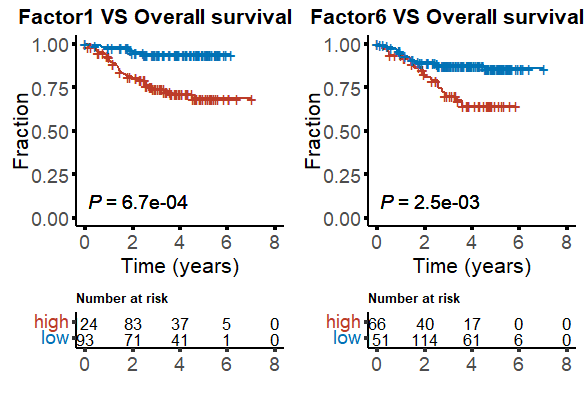 Factor1 VS Overall survival
1.00
0.75
0.50
0.25
0.00
Fraction
P = 6.7e-04
0 2 4 6 8
Time (years)
Number at risk
high 24 83 37 5 0
low 93 71 41 1 0
0 2 4 6 8
Factor6 VS Overall survival
1.00
0.75
0.50
0.25
0.00
Fraction
P = 2.5e-03
0 2 4 6 8
Time (years)
Number at risk
high 66 40 17 0 0
low 51 114 61 6 0
0 2 4 6 8